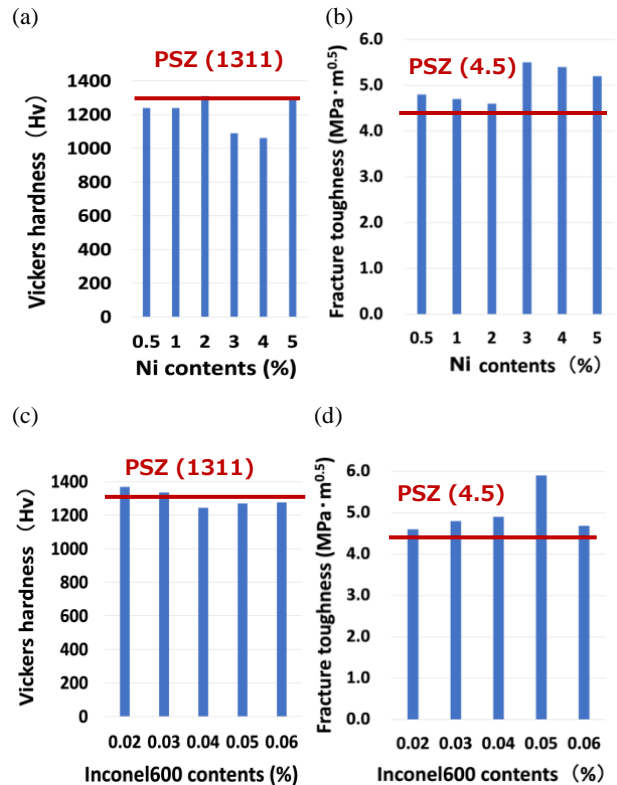 (a)
PSZ (1311)
Vickers hardness （Hv）
1400
1200
1000
800
600
400
200
0
0.5 1 2 3 4 5
Ni contents (%)
(b)
PSZ (4.5)
Fracture toughness (MPa･m0.5)
6.0
5.0
4.0
3.0
2.0
1.0
0.0
0.5 1 2 3 4 5
Ni contents （%）
(c)
PSZ (1311)
Vickers hardness （Hv）
1400
1200
1000
800
600
400
200
0
0.02 0.03 0.04 0.05 0.06
Inconel600 contents (%)
(d)
PSZ (4.5)
Fracture toughness (MPa･m0.5)
6.0
5.0
4.0
3.0
2.0
1.0
0.0
0.02 0.03 0.04 0.05 0.06
Inconel600 contents （%）